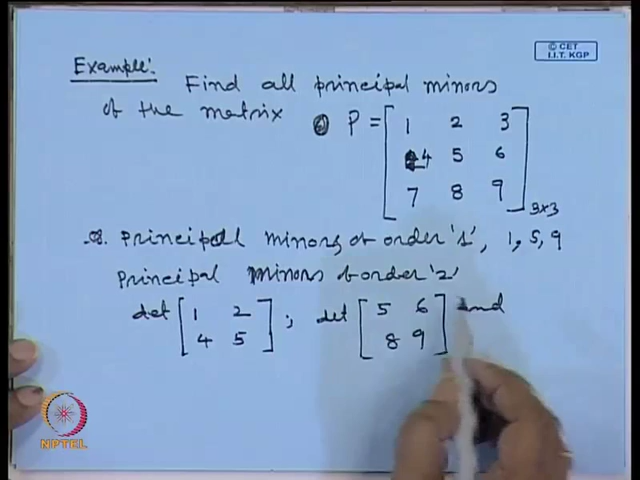 Example:
© CET
I.I.T. KGP
Find all principal minors
of the matrix P = [ 1 2 3
4 5 6
7 8 9 ] 3x3
Principal minors of order '1', 1, 5, 9
Principal minors of order '2'
det [ 1 2 ; det [ 5 6 and
4 5 ] 8 9 ]
NPTEL